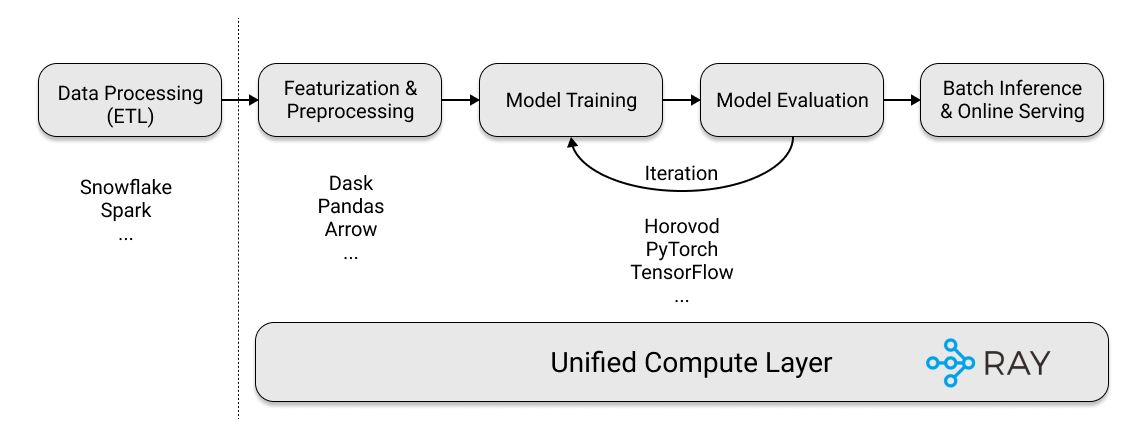 Data Processing
(ETL)
Featurization &
Preprocessing
Model Training
Model Evaluation
Batch Inference
& Online Serving
Iteration
Snowflake
Spark
...
Dask
Pandas
Arrow
...
Horovod
PyTorch
TensorFlow
...
Unified Compute Layer
RAY